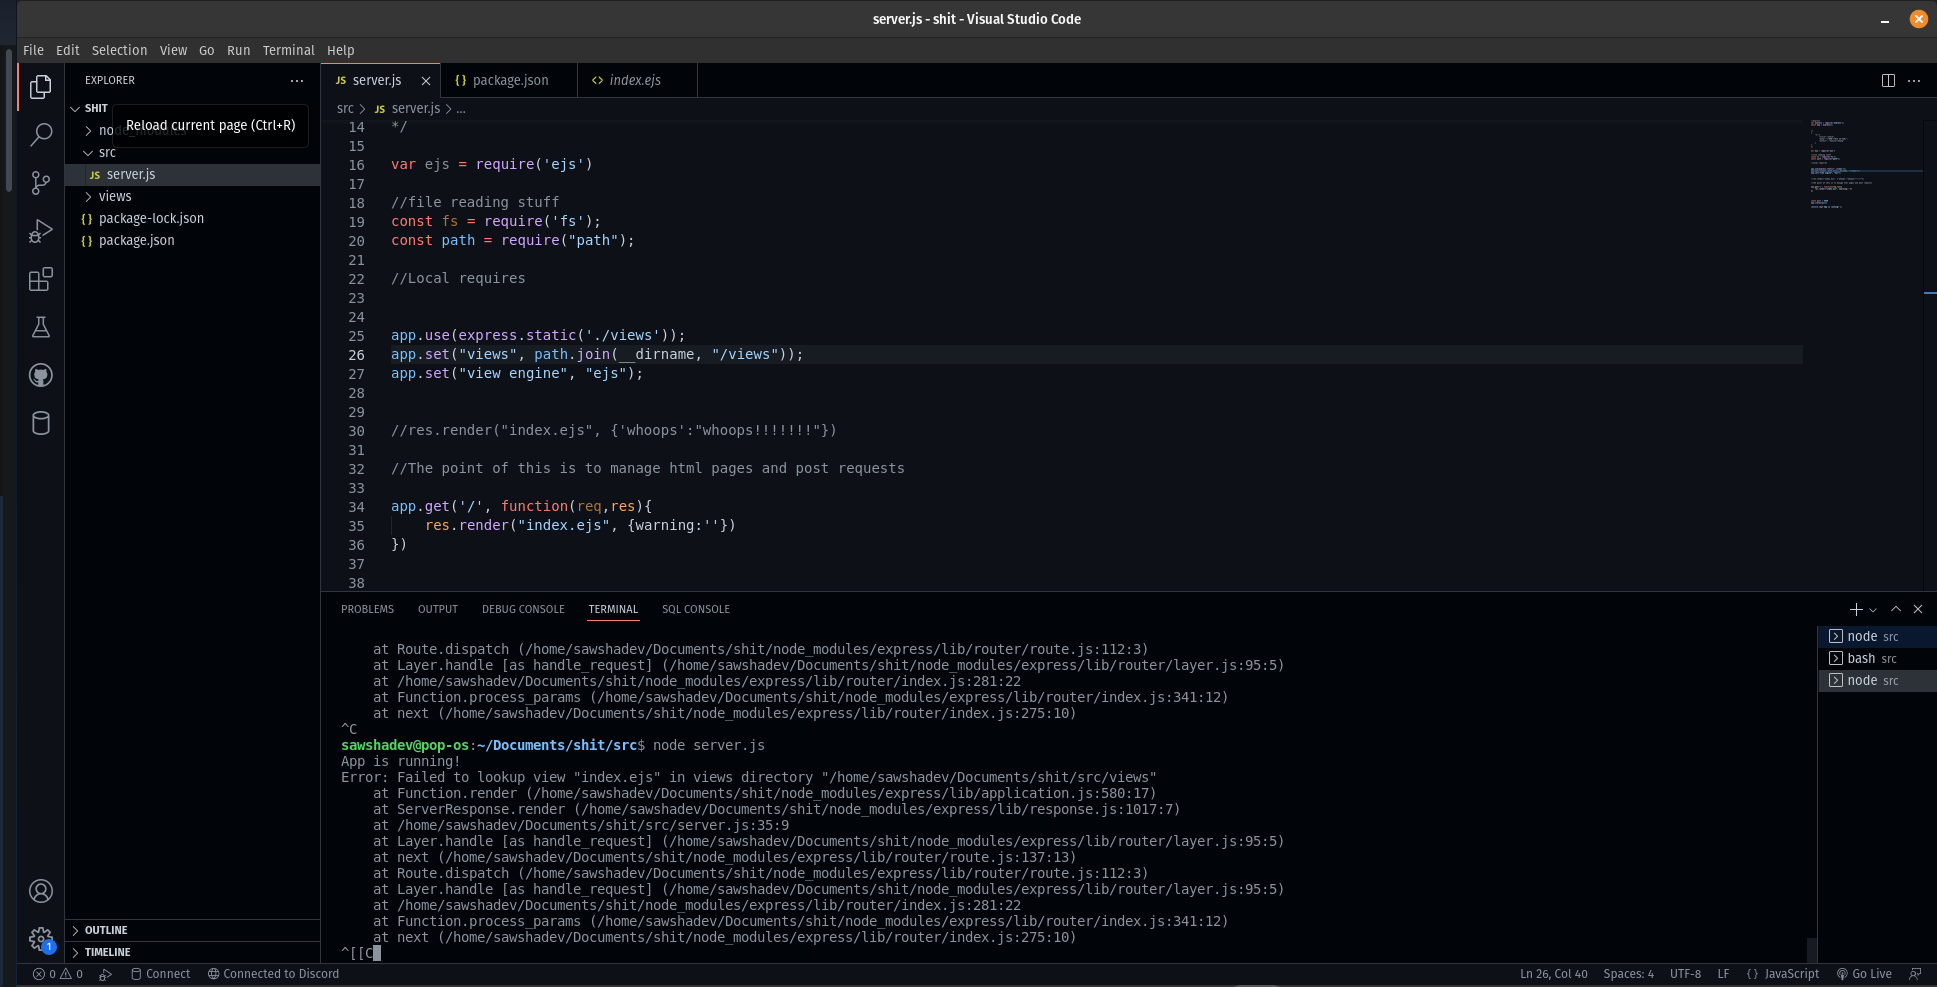 server.js - shit - Visual Studio Code
File Edit Selection View Go Run Terminal Help
EXPLORER
SHIT
node_modules
Reload current page (Ctrl+R)
src
server.js
views
package-lock.json
package.json
OUTLINE
TIMELINE
JS server.js
{} package.json
<> index.ejs
src > JS server.js > ...
14 */
15
16 var ejs = require('ejs')
17
18 //file reading stuff
19 const fs = require('fs');
20 const path = require("path");
21
22 //Local requires
23
24
25 app.use(express.static('./views'));
26 app.set("views", path.join(__dirname, "/views"));
27 app.set("view engine", "ejs");
28
29
30 //res.render("index.ejs", {'whoops':"whoops!!!!!!!"})
31
32 //The point of this is to manage html pages and post requests
33
34 app.get('/', function(req,res){
35     res.render("index.ejs", {warning:''})
36 })
37
38
PROBLEMS OUTPUT DEBUG CONSOLE TERMINAL SQL CONSOLE
    at Route.dispatch (/home/sawshadev/Documents/shit/node_modules/express/lib/router/route.js:112:3)
    at Layer.handle [as handle_request] (/home/sawshadev/Documents/shit/node_modules/express/lib/router/layer.js:95:5)
    at /home/sawshadev/Documents/shit/node_modules/express/lib/router/index.js:281:22
    at Function.process_params (/home/sawshadev/Documents/shit/node_modules/express/lib/router/index.js:341:12)
    at next (/home/sawshadev/Documents/shit/node_modules/express/lib/router/index.js:275:10)
^C
sawshadev@pop-os:~/Documents/shit/src$ node server.js
App is running!
Error: Failed to lookup view "index.ejs" in views directory "/home/sawshadev/Documents/shit/src/views"
    at Function.render (/home/sawshadev/Documents/shit/node_modules/express/lib/application.js:580:17)
    at ServerResponse.render (/home/sawshadev/Documents/shit/node_modules/express/lib/response.js:1017:7)
    at /home/sawshadev/Documents/shit/src/server.js:35:9
    at Layer.handle [as handle_request] (/home/sawshadev/Documents/shit/node_modules/express/lib/router/layer.js:95:5)
    at next (/home/sawshadev/Documents/shit/node_modules/express/lib/router/route.js:137:13)
    at Route.dispatch (/home/sawshadev/Documents/shit/node_modules/express/lib/router/route.js:112:3)
    at Layer.handle [as handle_request] (/home/sawshadev/Documents/shit/node_modules/express/lib/router/layer.js:95:5)
    at /home/sawshadev/Documents/shit/node_modules/express/lib/router/index.js:281:22
    at Function.process_params (/home/sawshadev/Documents/shit/node_modules/express/lib/router/index.js:341:12)
    at next (/home/sawshadev/Documents/shit/node_modules/express/lib/router/index.js:275:10)
^[[C
node src
bash src
node src
1
0 0 Connect Connected to Discord
Ln 26, Col 40 Spaces: 4 UTF-8 LF {} JavaScript Go Live